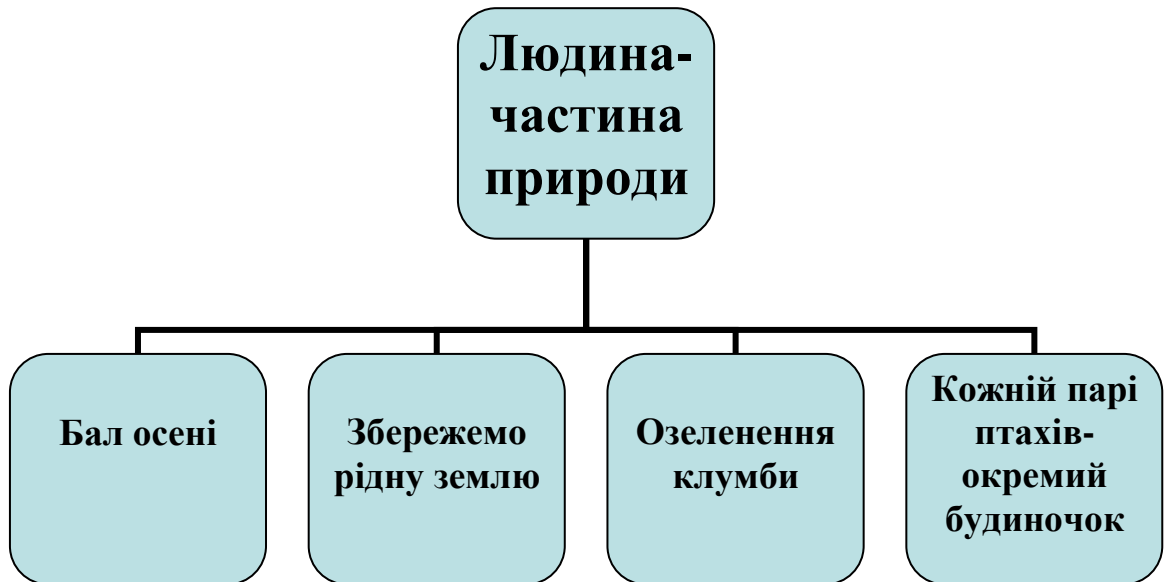 Людина-
частина
природи
Бал осені
Збережемо
рідну землю
Озеленення
клумби
Кожній парі
птахів-
окремий
будиночок